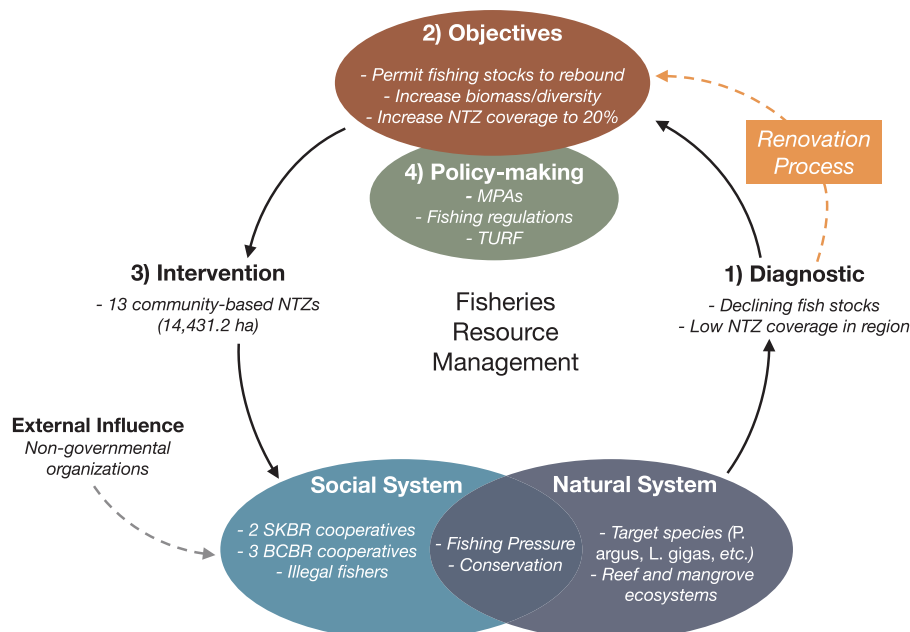 2) Objectives
- Permit fishing stocks to rebound
- Increase biomass/diversity
- Increase NTZ coverage to 20%
4) Policy-making
- MPAs
- Fishing regulations
- TURF
Renovation
Process
3) Intervention
- 13 community-based NTZs
(14,431.2 ha)
Fisheries
Resource
Management
1) Diagnostic
- Declining fish stocks
- Low NTZ coverage in region
External Influence
Non-governmental
organizations
Social System
- 2 SKBR cooperatives
- 3 BCBR cooperatives
- Illegal fishers
- Fishing Pressure
- Conservation
Natural System
- Target species (P.
argus, L. gigas, etc.)
- Reef and mangrove
ecosystems